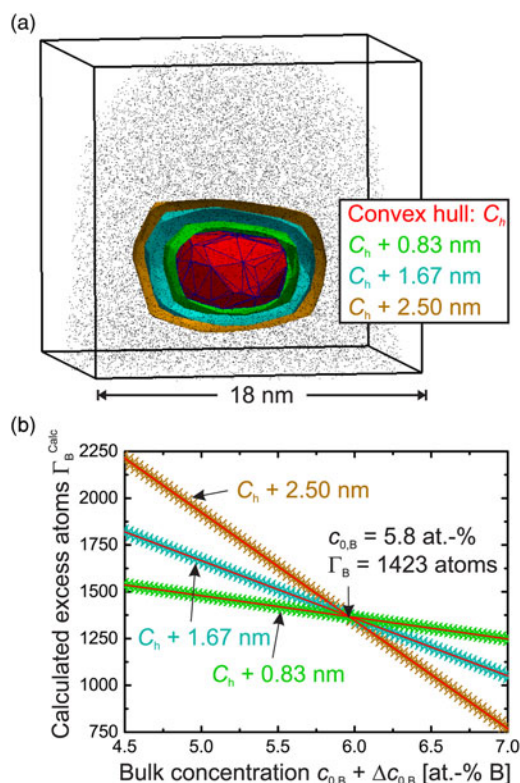 (a)
Convex hull: Ch
Ch + 0.83 nm
Ch + 1.67 nm
Ch + 2.50 nm
18 nm
(b)
Calculated excess atoms ΓB Calc
2250
2000
1750
1500
1250
1000
750
Ch + 2.50 nm
c0,B = 5.8 at.-%
ΓB = 1423 atoms
Ch + 1.67 nm
Ch + 0.83 nm
4.5 5.0 5.5 6.0 6.5 7.0
Bulk concentration c0,B + Δc0,B [at.-% B]